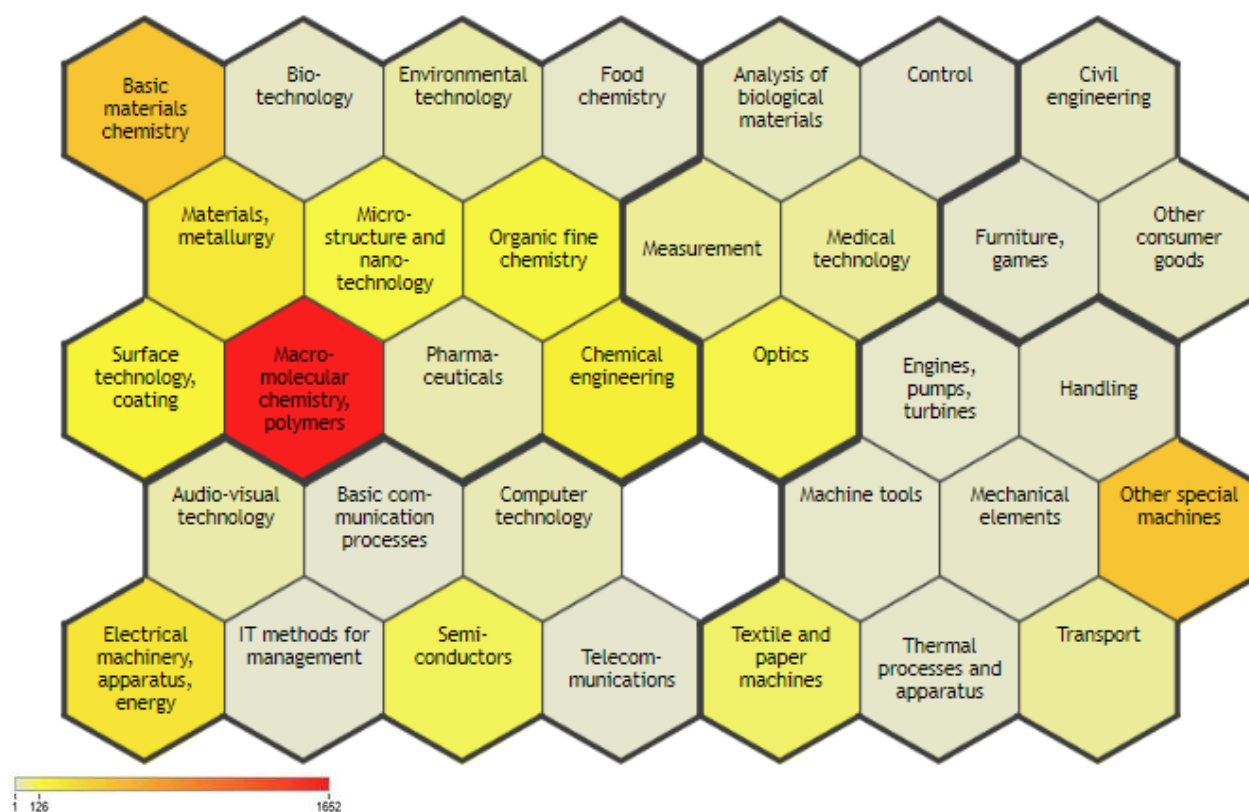 Basic
materials
chemistry
Bio-
technology
Environmental
technology
Food
chemistry
Analysis of
biological
materials
Control
Civil
engineering
Materials,
metallurgy
Micro-
structure and
nano-
technology
Organic fine
chemistry
Measurement
Medical
technology
Furniture,
games
Other
consumer
goods
Surface
technology,
coating
Macro-
molecular
chemistry,
polymers
Pharma-
ceuticals
Chemical
engineering
Optics
Engines,
pumps,
turbines
Handling
Audio-visual
technology
Basic com-
munication
processes
Computer
technology
Machine tools
Mechanical
elements
Other special
machines
Electrical
machinery,
apparatus,
energy
IT methods for
management
Semi-
conductors
Telecom-
munications
Textile and
paper
machines
Thermal
processes and
apparatus
Transport
1 126 1652